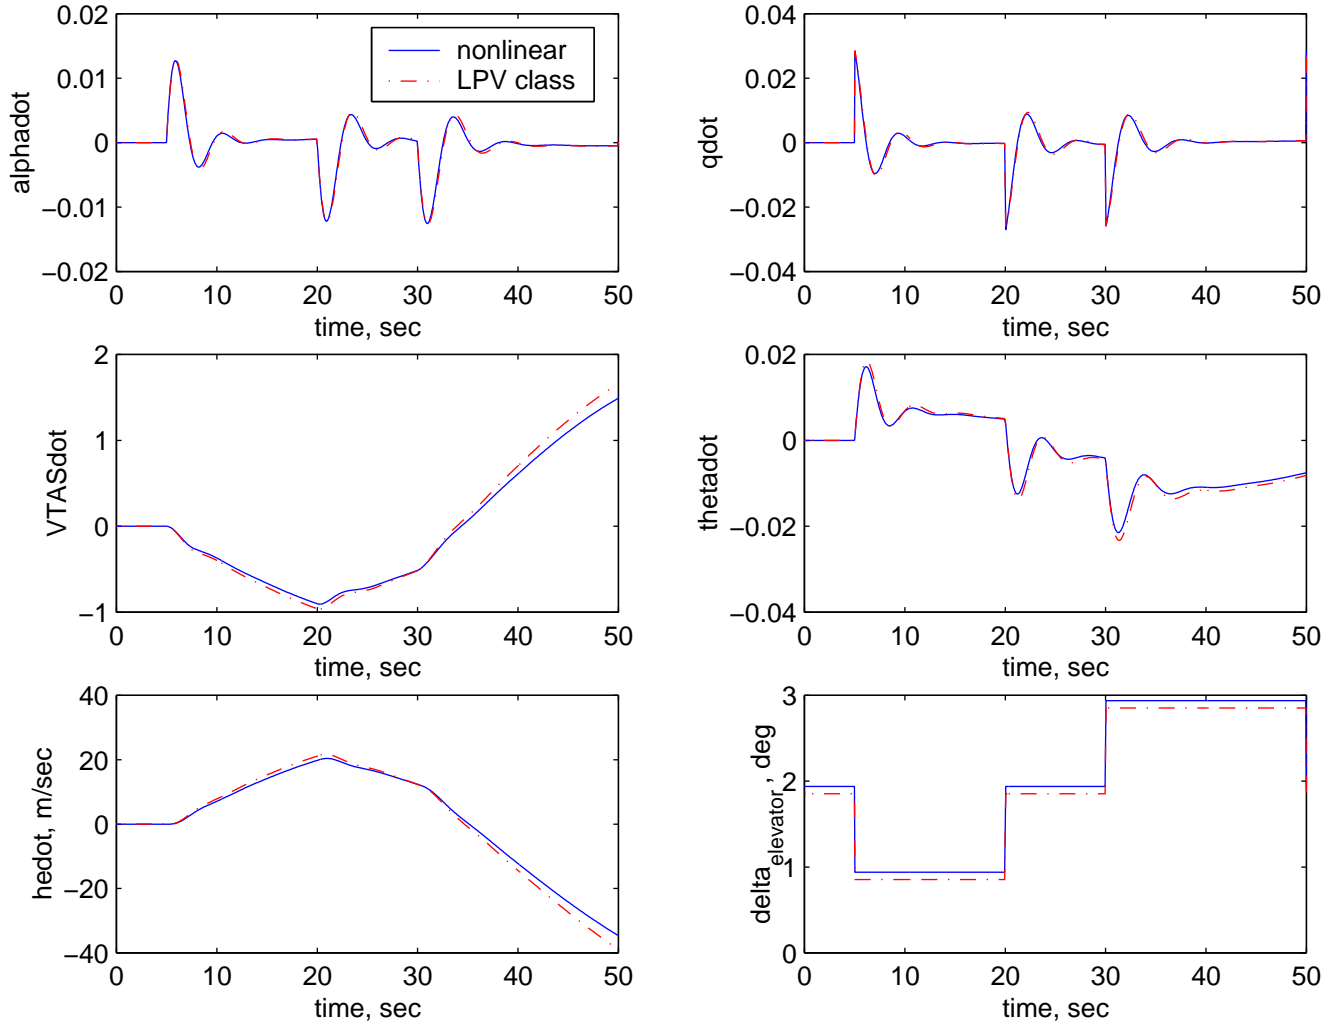 0.02
0.01
0
−0.01
−0.02
alphadot
nonlinear
LPV class
0 10 20 30 40 50
time, sec
0.04
0.02
0
−0.02
−0.04
qdot
0 10 20 30 40 50
time, sec
2
1
0
−1
VTASdot
0 10 20 30 40 50
time, sec
0.02
0
−0.02
−0.04
thetadot
0 10 20 30 40 50
time, sec
40
20
0
−20
−40
hedot, m/sec
0 10 20 30 40 50
time, sec
3
2
1
0
delta_elevator, deg
0 10 20 30 40 50
time, sec